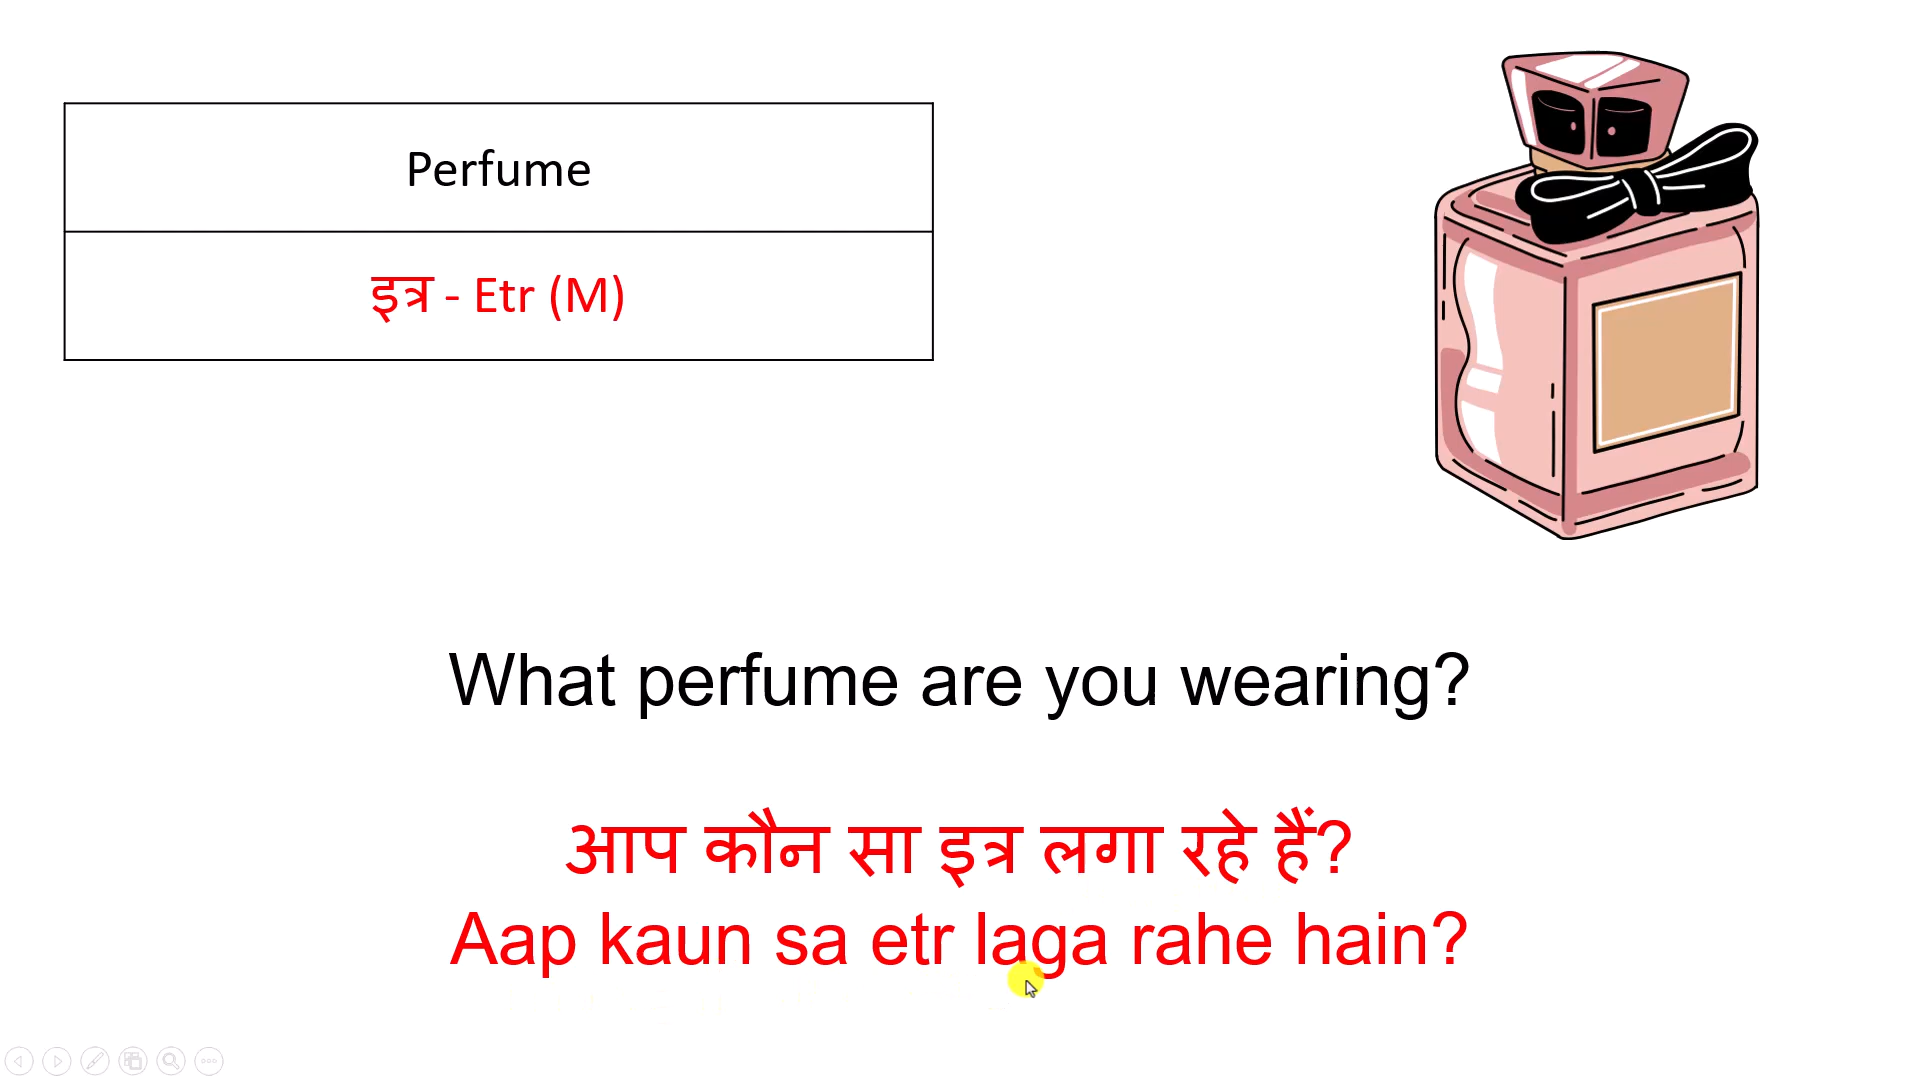 Perfume
इत्र - Etr (M)
What perfume are you wearing?
आप कौन सा इत्र लगा रहे हैं?
Aap kaun sa etr laga rahe hain?